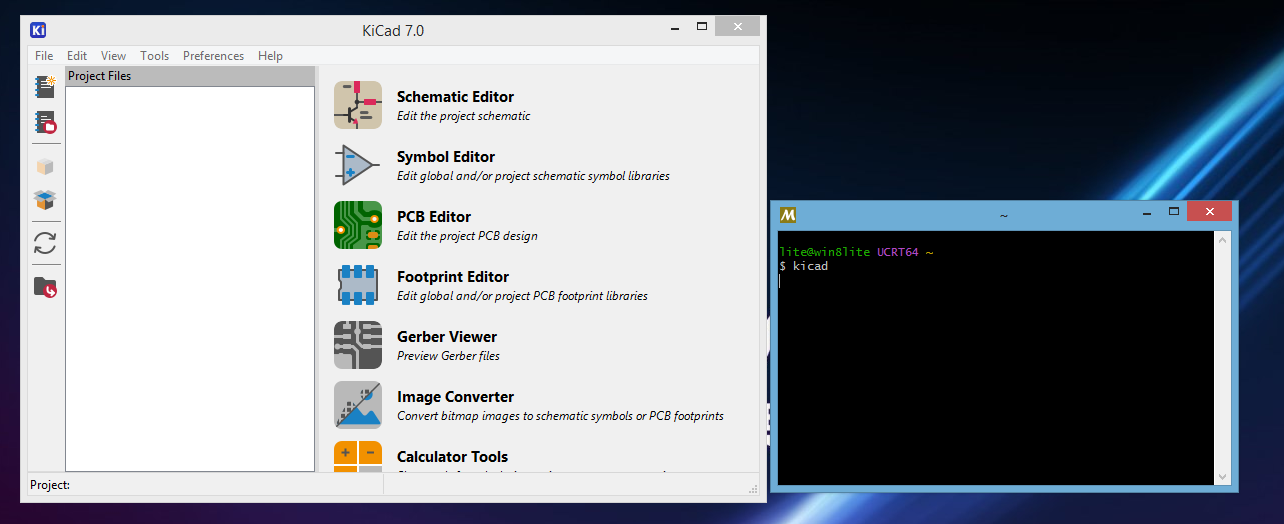 Ki
KiCad 7.0
File Edit View Tools Preferences Help
Project Files
Schematic Editor
Edit the project schematic
Symbol Editor
Edit global and/or project schematic symbol libraries
PCB Editor
Edit the project PCB design
Footprint Editor
Edit global and/or project PCB footprint libraries
Gerber Viewer
Preview Gerber files
Image Converter
Convert bitmap images to schematic symbols or PCB footprints
Calculator Tools
Project:
M
~
lite@win8lite UCRT64 ~
$ kicad